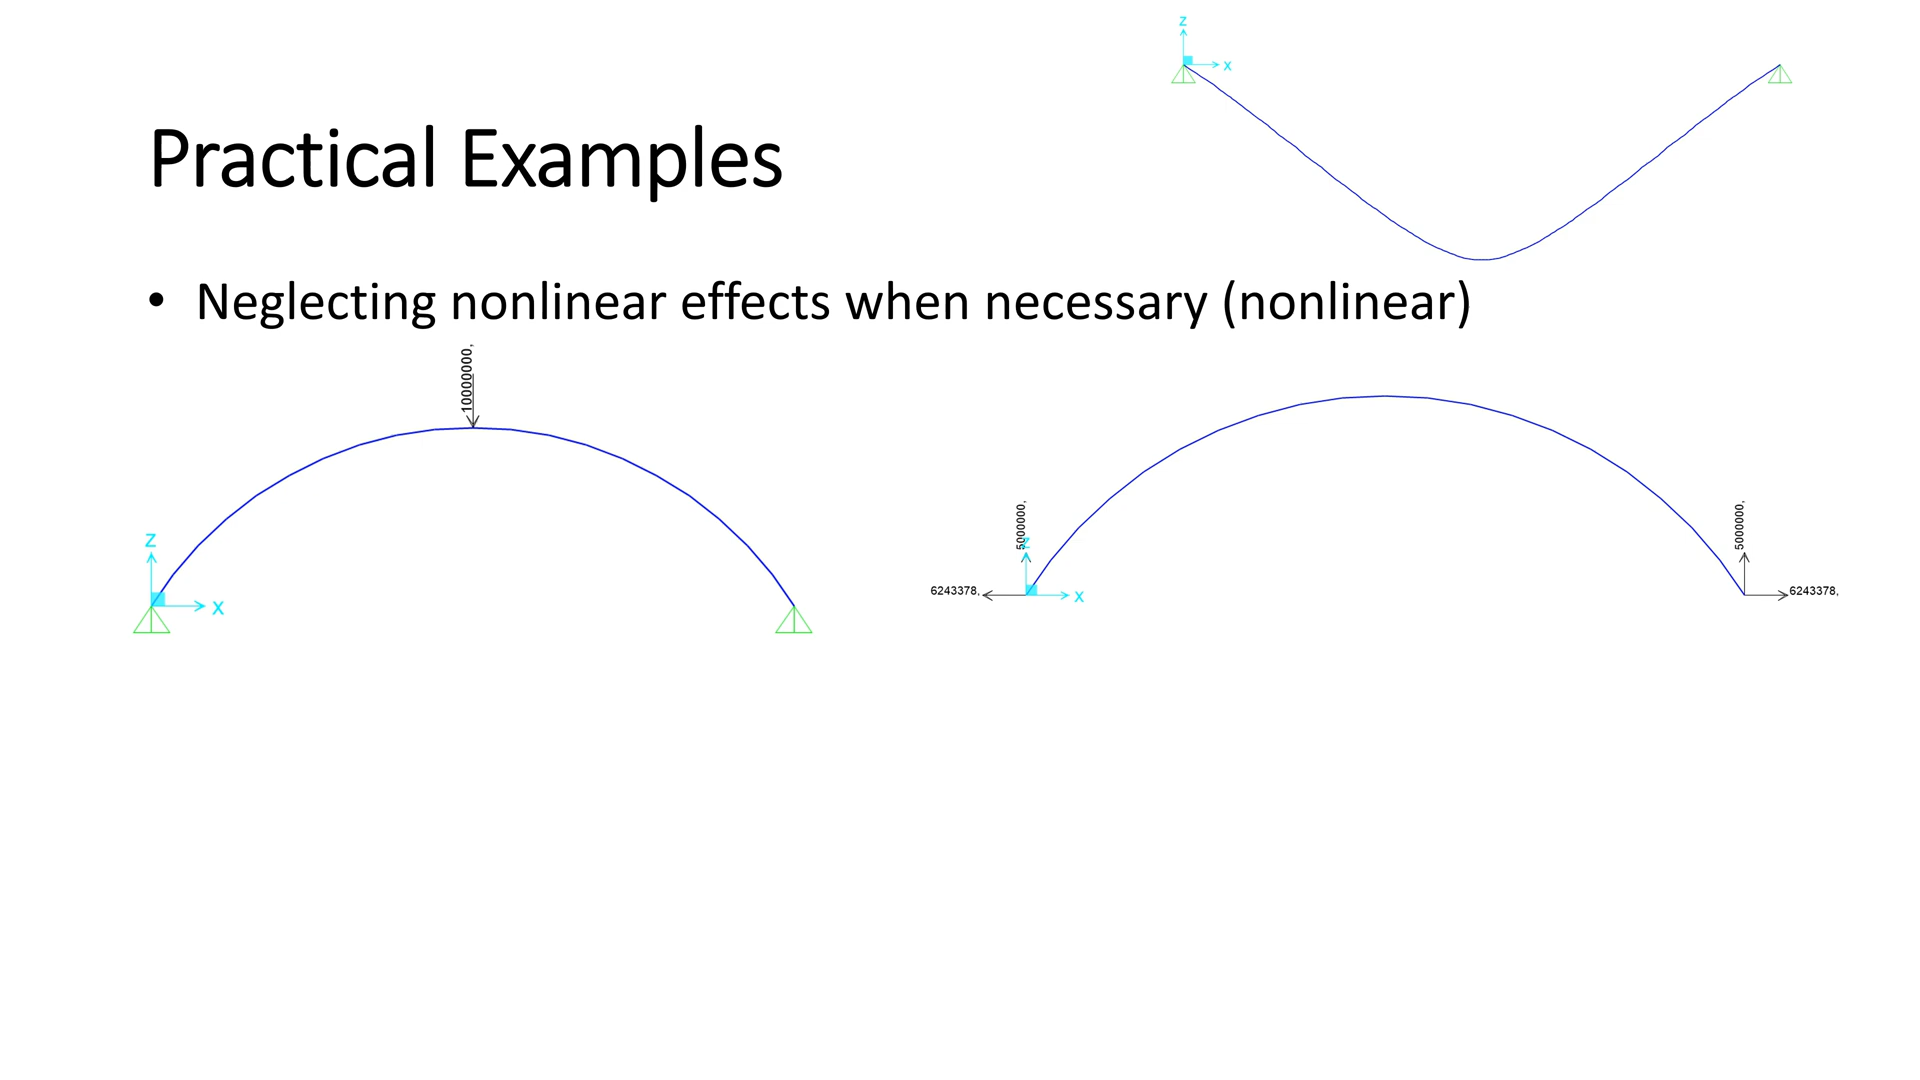 Z
X
Practical Examples
• Neglecting nonlinear effects when necessary (nonlinear)
10000000,
Z
X
5000000,
Z
6243378,
X
5000000,
6243378,